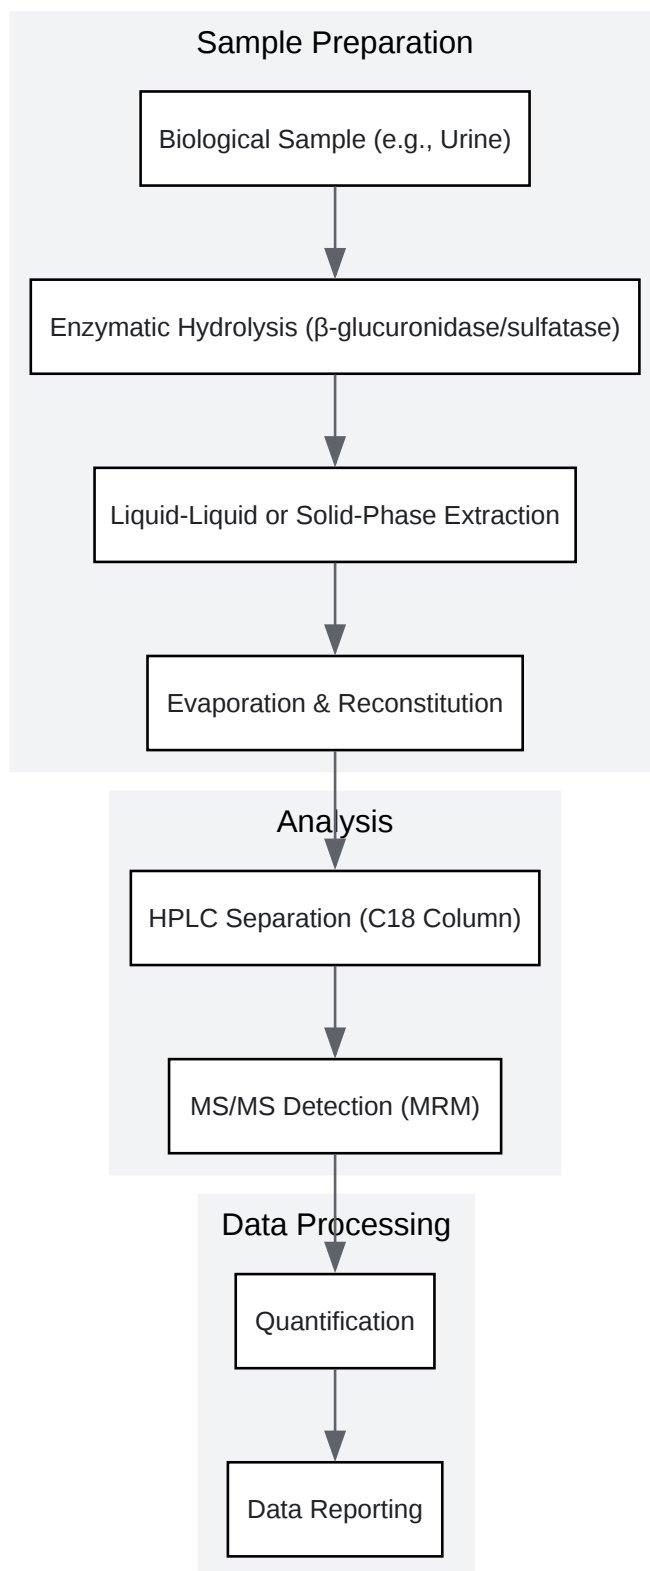 Sample Preparation
Biological Sample (e.g., Urine)
Enzymatic Hydrolysis (β-glucuronidase/sulfatase)
Liquid-Liquid or Solid-Phase Extraction
Evaporation & Reconstitution
Analysis
HPLC Separation (C18 Column)
MS/MS Detection (MRM)
Data Processing
Quantification
Data Reporting